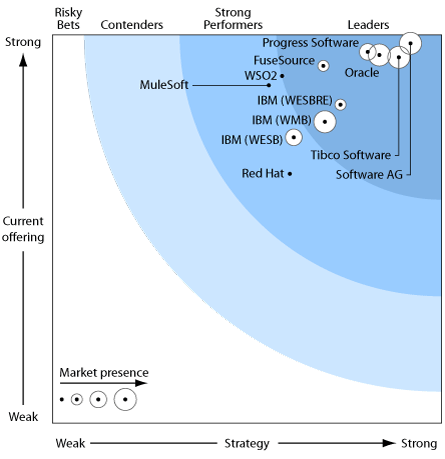 Risky
Bets
Contenders
Strong
Performers
Leaders
Strong
Progress Software
FuseSource
Oracle
WSO2
MuleSoft
IBM (WESBRE)
IBM (WMB)
IBM (WESB)
Tibco Software
Red Hat
Software AG
Current
offering
Market presence
Weak
Weak
Strategy
Strong